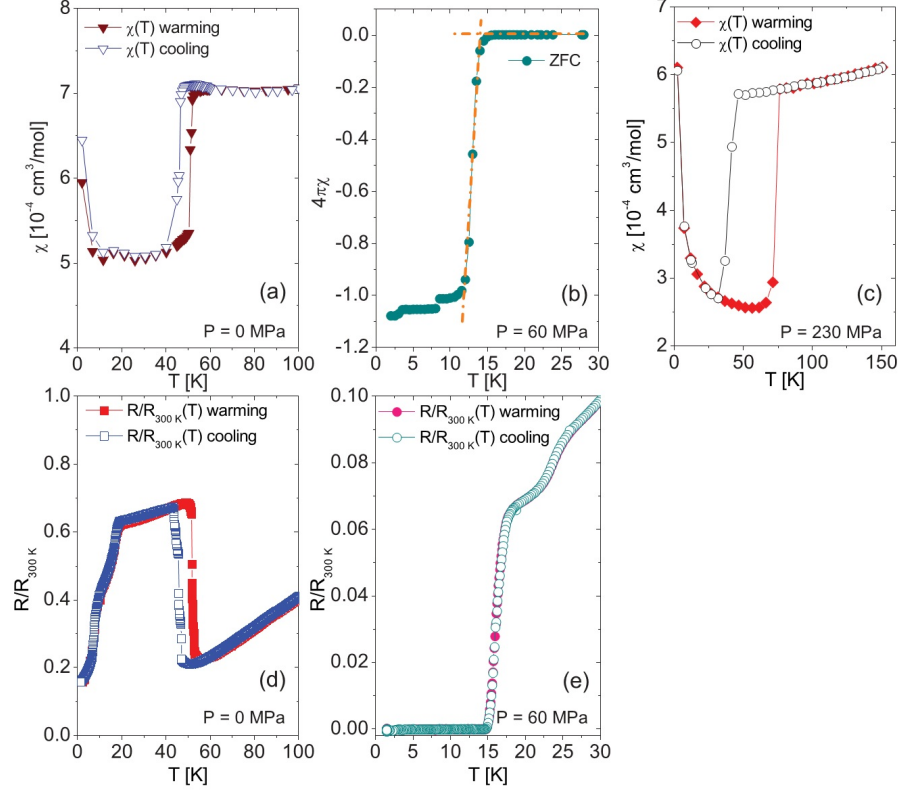 χ(T) warming
χ(T) cooling
8
7
6
5
4
χ [10⁻⁴ cm³/mol]
(a)
P = 0 MPa
0 20 40 60 80 100
T [K]
0.0
-0.2
-0.4
-0.6
-0.8
-1.0
-1.2
4πχ
ZFC
(b)
P = 60 MPa
0 5 10 15 20 25 30
T [K]
χ(T) warming
χ(T) cooling
7
6
5
4
3
2
χ [10⁻⁴ cm³/mol]
(c)
P = 230 MPa
0 50 100 150
T [K]
1.0
0.8
0.6
0.4
0.2
0.0
R/R₃₀₀ K
R/R₃₀₀ K(T) warming
R/R₃₀₀ K(T) cooling
(d)
P = 0 MPa
0 20 40 60 80 100
T [K]
0.10
0.08
0.06
0.04
0.02
0.00
R/R₃₀₀ K
R/R₃₀₀ K(T) warming
R/R₃₀₀ K(T) cooling
(e)
P = 60 MPa
0 5 10 15 20 25 30
T [K]